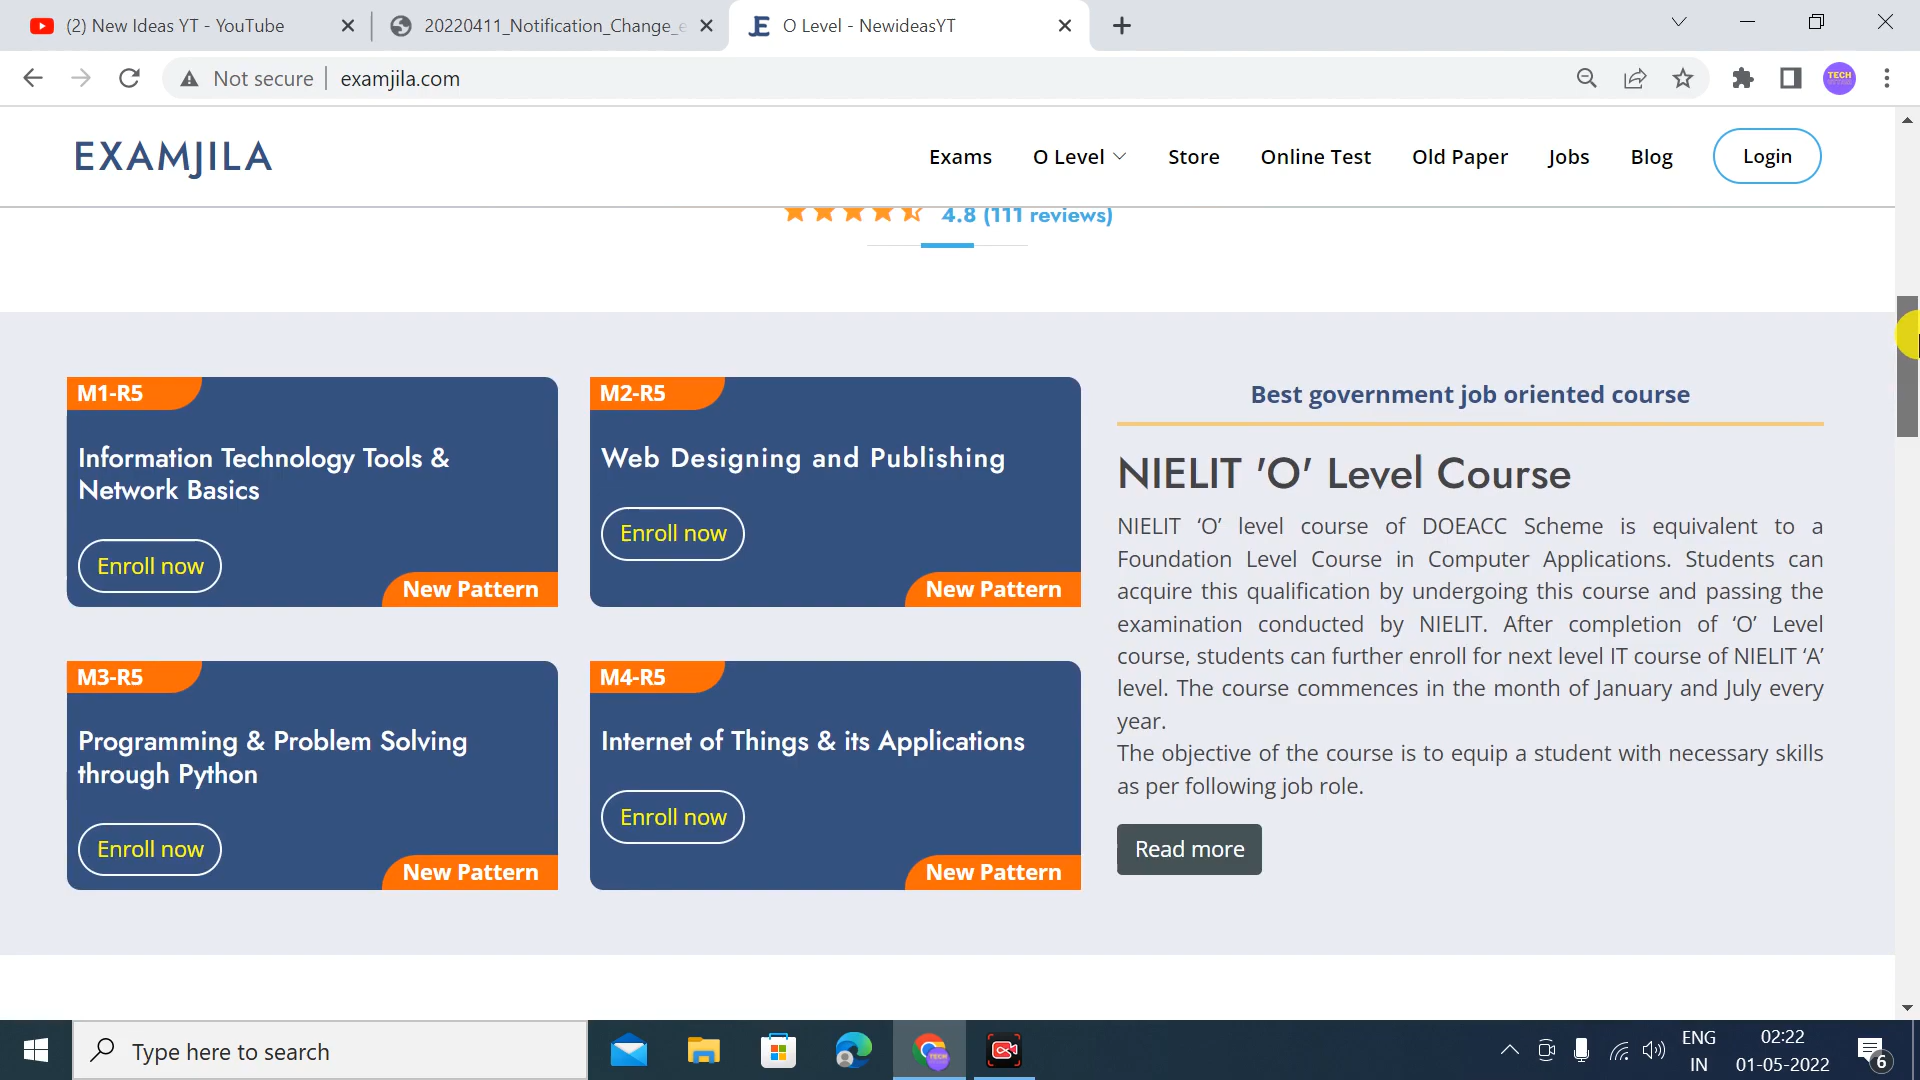 (2) New Ideas YT - YouTube
20220411_Notification_Change_e
O Level - NewideasYT
Not secure
examjila.com
TECH
EXAMJILA
Exams
O Level
Store
Online Test
Old Paper
Jobs
Blog
Login
4.8 (111 reviews)
M1-R5
Information Technology Tools &
Network Basics
Enroll now
New Pattern
M2-R5
Web Designing and Publishing
Enroll now
New Pattern
M3-R5
Programming & Problem Solving
through Python
Enroll now
New Pattern
M4-R5
Internet of Things & its Applications
Enroll now
New Pattern
Best government job oriented course
NIELIT 'O' Level Course
NIELIT ‘O’ level course of DOEACC Scheme is equivalent to a
Foundation Level Course in Computer Applications. Students can
acquire this qualification by undergoing this course and passing the
examination conducted by NIELIT. After completion of ‘O’ Level
course, students can further enroll for next level IT course of NIELIT ‘A’
level. The course commences in the month of January and July every
year.
The objective of the course is to equip a student with necessary skills
as per following job role.
Read more
Type here to search
TECH
ENG
IN
02:22
01-05-2022
6